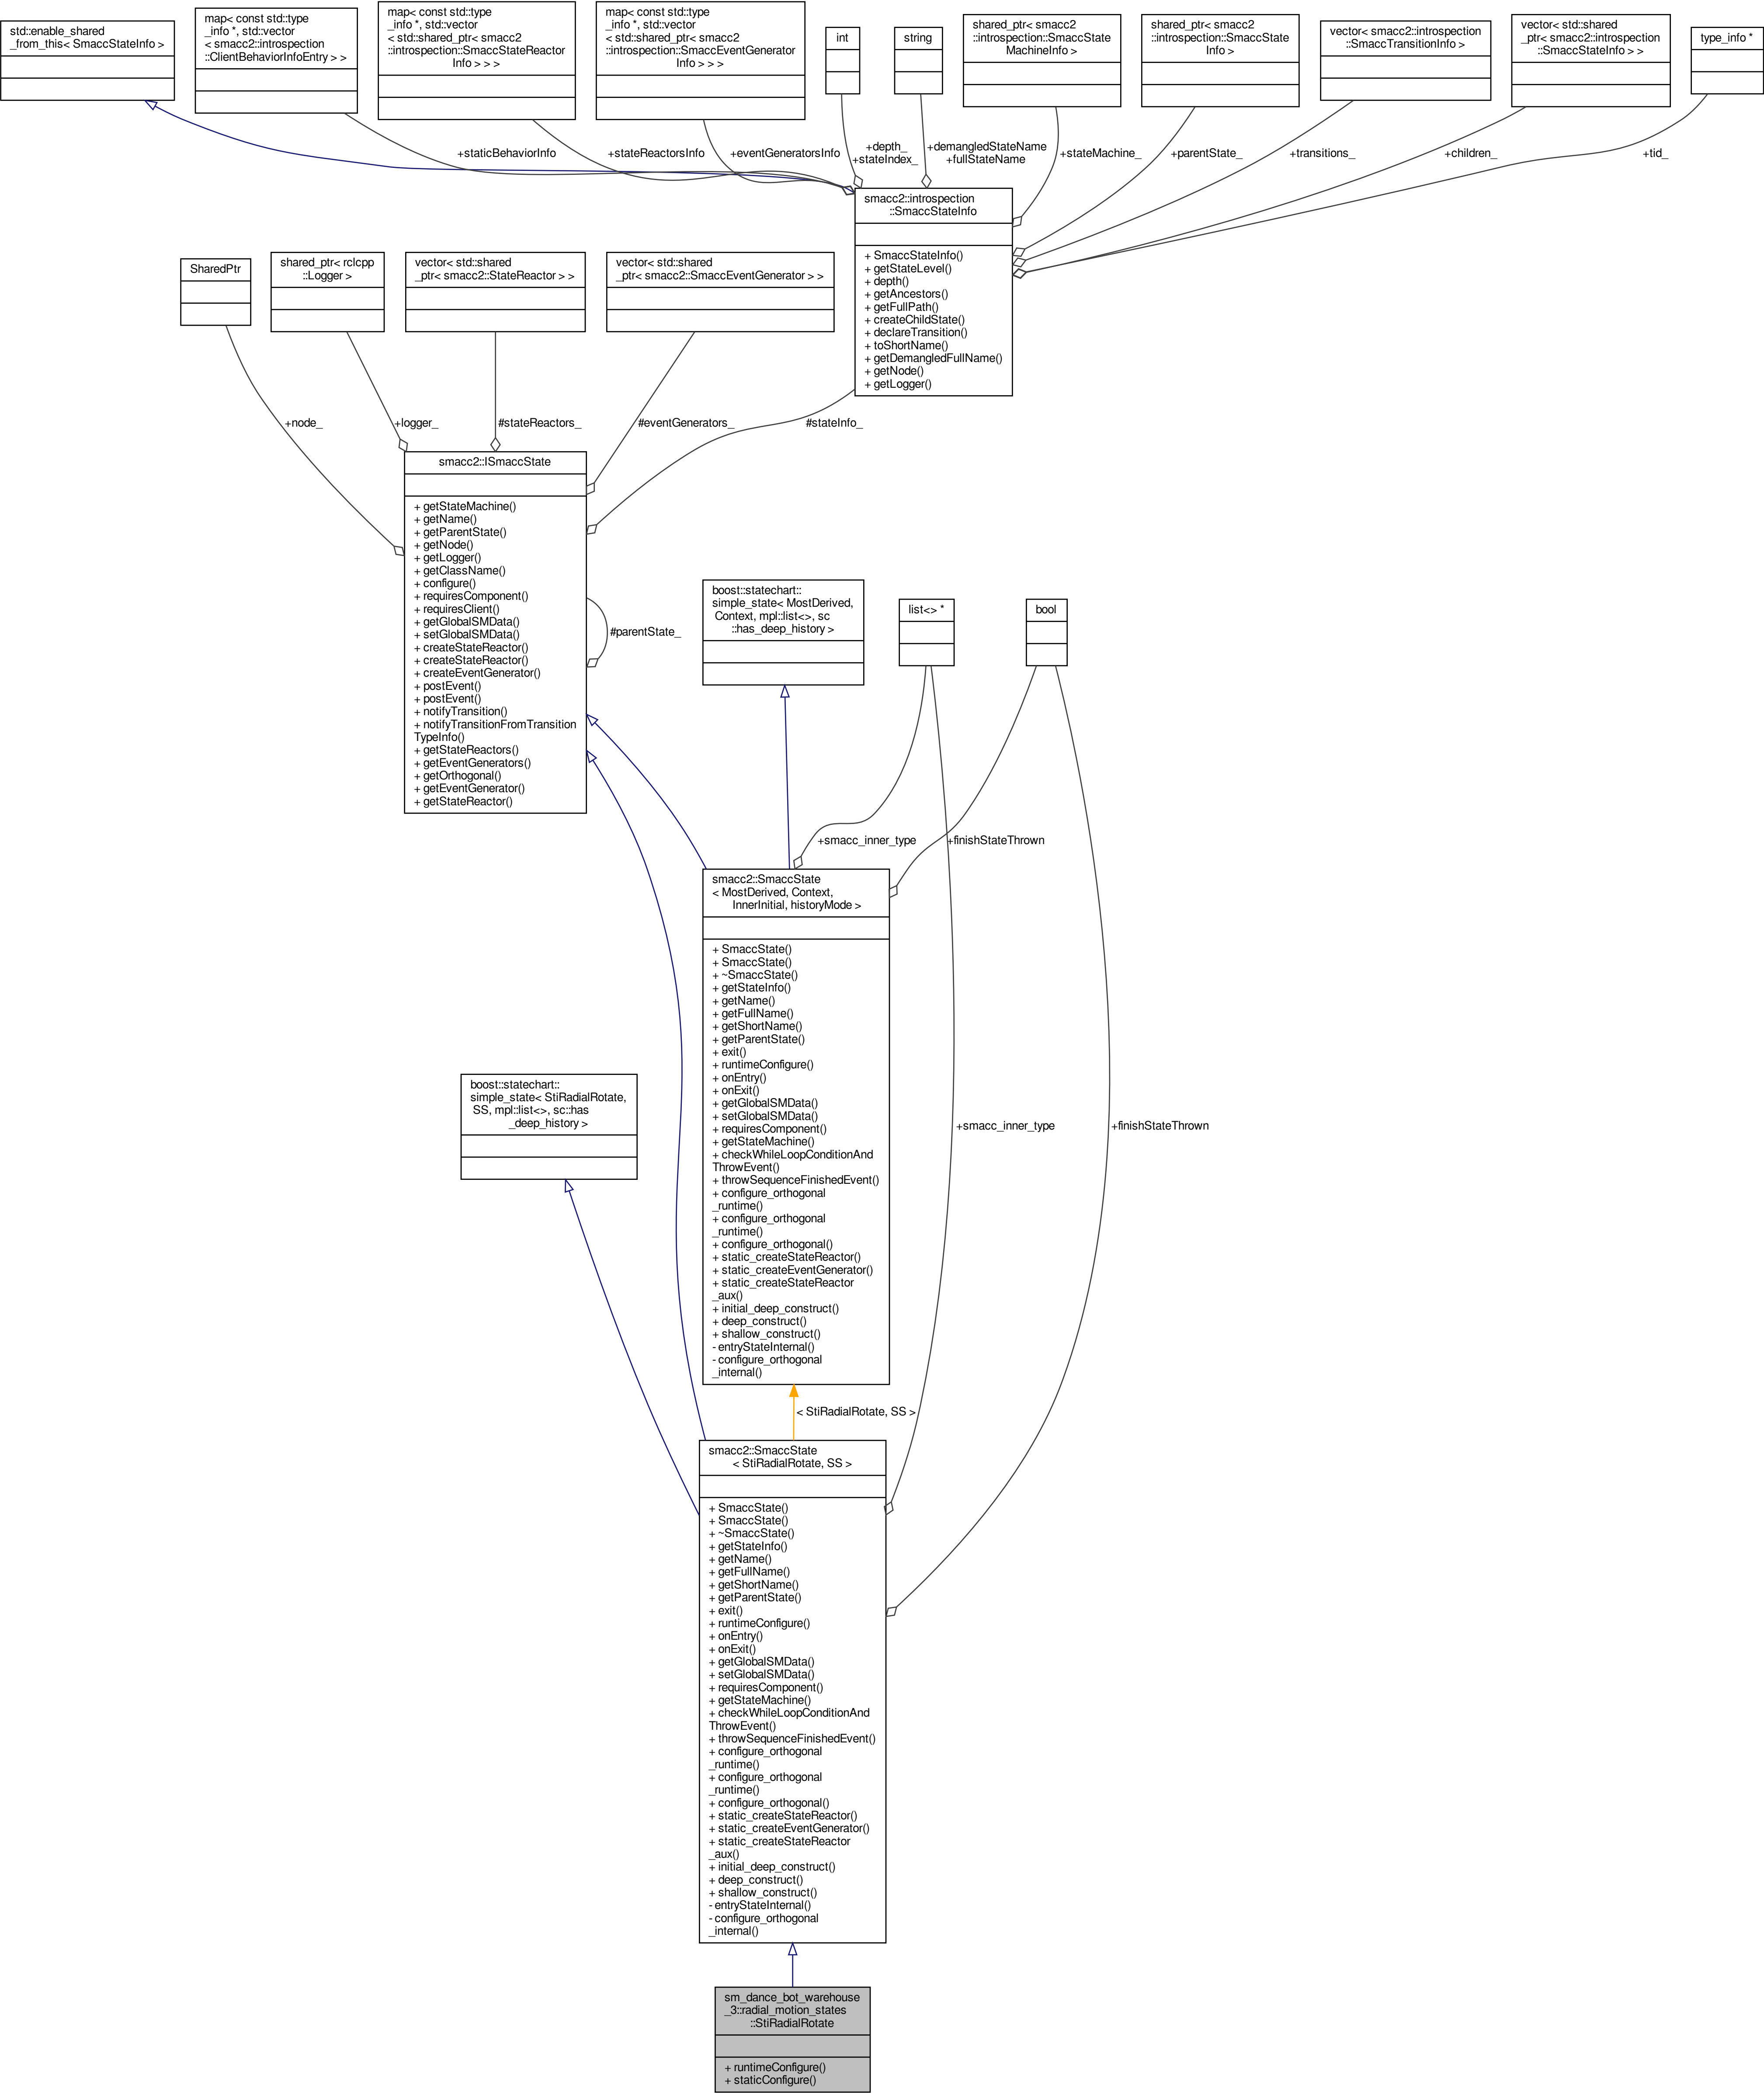 std::enable_shared
_from_this< SmaccStateInfo >
map< const std::type
_info *, std::vector
< smacc2::introspection
::ClientBehaviorInfoEntry > >
map< const std::type
_info *, std::vector
< std::shared_ptr< smacc2
::introspection::SmaccStateReactor
Info > > >
map< const std::type
_info *, std::vector
< std::shared_ptr< smacc2
::introspection::SmaccEventGenerator
Info > > >
int
string
shared_ptr< smacc2
::introspection::SmaccState
MachineInfo >
shared_ptr< smacc2
::introspection::SmaccState
Info >
vector< smacc2::introspection
::SmaccTransitionInfo >
vector< std::shared
_ptr< smacc2::introspection
::SmaccStateInfo > >
type_info *
+staticBehaviorInfo
+stateReactorsInfo
+eventGeneratorsInfo
+depth_
+stateIndex_
+demangledStateName
+fullStateName
+stateMachine_
+parentState_
+transitions_
+children_
+tid_
smacc2::introspection
::SmaccStateInfo
+ SmaccStateInfo()
+ getStateLevel()
+ depth()
+ getAncestors()
+ getFullPath()
+ createChildState()
+ declareTransition()
+ toShortName()
+ getDemangledFullName()
+ getNode()
+ getLogger()
SharedPtr
shared_ptr< rclcpp
::Logger >
vector< std::shared
_ptr< smacc2::StateReactor > >
vector< std::shared
_ptr< smacc2::SmaccEventGenerator > >
+node_
+logger_
#stateReactors_
#eventGenerators_
#stateInfo_
smacc2::ISmaccState
+ getStateMachine()
+ getName()
+ getParentState()
+ getNode()
+ getLogger()
+ getClassName()
+ configure()
+ requiresComponent()
+ requiresClient()
+ getGlobalSMData()
+ setGlobalSMData()
+ createStateReactor()
+ createStateReactor()
+ createEventGenerator()
+ postEvent()
+ postEvent()
+ notifyTransition()
+ notifyTransitionFromTransition
TypeInfo()
+ getStateReactors()
+ getEventGenerators()
+ getOrthogonal()
+ getEventGenerator()
+ getStateReactor()
#parentState_
boost::statechart::
simple_state< MostDerived,
Context, mpl::list<>, sc
::has_deep_history >
list<> *
bool
+smacc_inner_type
+finishStateThrown
smacc2::SmaccState
< MostDerived, Context,
InnerInitial, historyMode >
+ SmaccState()
+ SmaccState()
+ ~SmaccState()
+ getStateInfo()
+ getName()
+ getFullName()
+ getShortName()
+ getParentState()
+ exit()
+ runtimeConfigure()
+ onEntry()
+ onExit()
+ getGlobalSMData()
+ setGlobalSMData()
+ requiresComponent()
+ getStateMachine()
+ checkWhileLoopConditionAnd
ThrowEvent()
+ throwSequenceFinishedEvent()
+ configure_orthogonal
_runtime()
+ configure_orthogonal
_runtime()
+ configure_orthogonal()
+ static_createStateReactor()
+ static_createEventGenerator()
+ static_createStateReactor
_aux()
+ initial_deep_construct()
+ deep_construct()
+ shallow_construct()
- entryStateInternal()
- configure_orthogonal
_internal()
boost::statechart::
simple_state< StiRadialRotate,
SS, mpl::list<>, sc::has
_deep_history >
+smacc_inner_type
+finishStateThrown
< StiRadialRotate, SS >
smacc2::SmaccState
< StiRadialRotate, SS >
+ SmaccState()
+ SmaccState()
+ ~SmaccState()
+ getStateInfo()
+ getName()
+ getFullName()
+ getShortName()
+ getParentState()
+ exit()
+ runtimeConfigure()
+ onEntry()
+ onExit()
+ getGlobalSMData()
+ setGlobalSMData()
+ requiresComponent()
+ getStateMachine()
+ checkWhileLoopConditionAnd
ThrowEvent()
+ throwSequenceFinishedEvent()
+ configure_orthogonal
_runtime()
+ configure_orthogonal
_runtime()
+ configure_orthogonal()
+ static_createStateReactor()
+ static_createEventGenerator()
+ static_createStateReactor
_aux()
+ initial_deep_construct()
+ deep_construct()
+ shallow_construct()
- entryStateInternal()
- configure_orthogonal
_internal()
sm_dance_bot_warehouse
_3::radial_motion_states
::StiRadialRotate
+ runtimeConfigure()
+ staticConfigure()